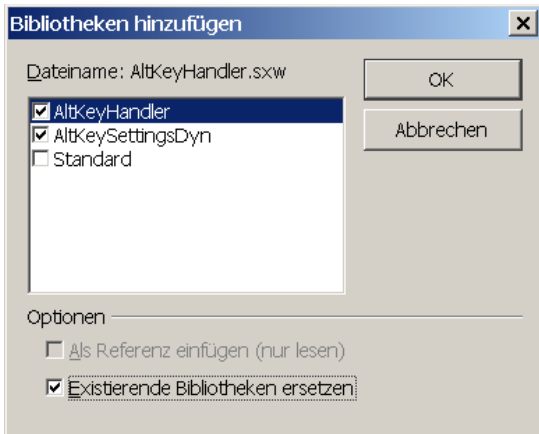 Bibliotheken hinzufügen
Dateiname: AltKeyHandler.sxw
OK
AltKeyHandler
AltKeySettingsDyn
Abbrechen
Standard
Optionen
Als Referenz einfügen (nur lesen)
Existierende Bibliotheken ersetzen